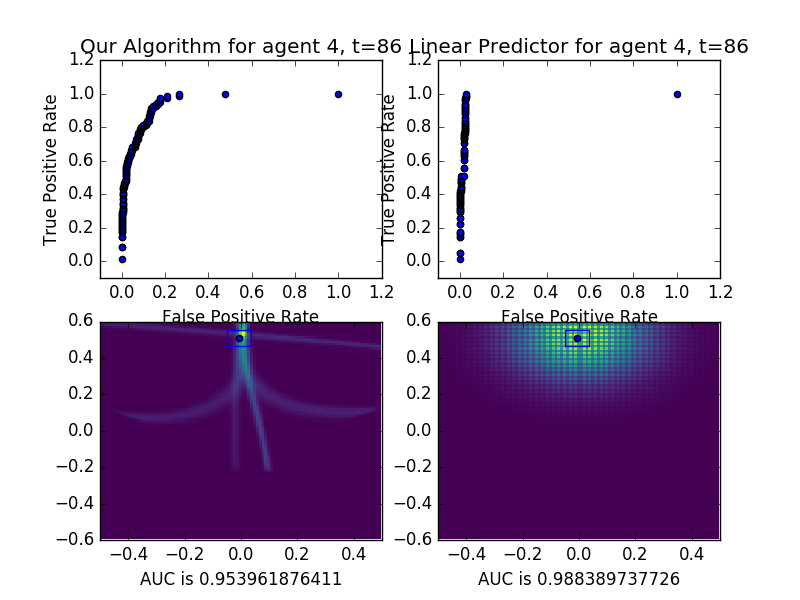 Our Algorithm for agent 4, t=86
Linear Predictor for agent 4, t=86
True Positive Rate
1.2
1.0
0.8
0.6
0.4
0.2
0.0
0.0 0.2 0.4 0.6 0.8 1.0 1.2
False Positive Rate
True Positive Rate
1.2
1.0
0.8
0.6
0.4
0.2
0.0
0.0 0.2 0.4 0.6 0.8 1.0 1.2
False Positive Rate
0.6
0.4
0.2
0.0
−0.2
−0.4
−0.6
−0.4 −0.2 0.0 0.2 0.4
AUC is 0.953961876411
0.6
0.4
0.2
0.0
−0.2
−0.4
−0.6
−0.4 −0.2 0.0 0.2 0.4
AUC is 0.988389737726